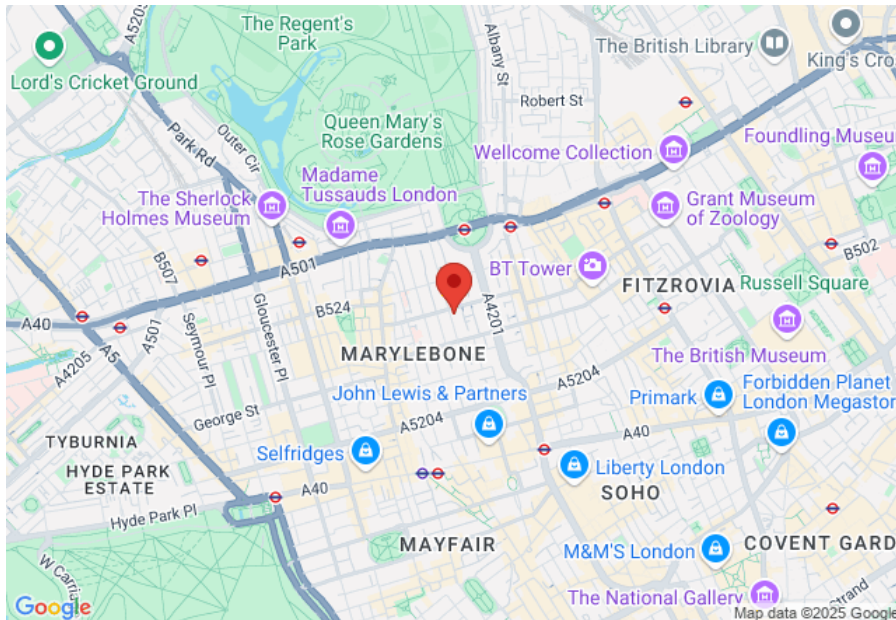 A5205
The Regent's
Park
Albany St
The British Library
King's Cro
Lord's Cricket Ground
Robert St
Outer Cir
Park Rd
Queen Mary's
Rose Gardens
Wellcome Collection
Foundling Museu
Madame
Tussauds London
The Sherlock
Holmes Museum
Grant Museum
of Zoology
B507
A501
BT Tower
B502
FITZROVIA
Russell Square
A4201
B524
A40
A5
A501
A4205
Seymour Pl
Gloucester Pl
MARYLEBONE
The British Museum
John Lewis & Partners
A5204
Primark
Forbidden Planet
London Megastor
George St
A5204
A40
TYBURNIA
Selfridges
Liberty London
HYDE PARK
ESTATE
A40
SOHO
Hyde Park Pl
MAYFAIR
M&M'S London
COVENT GARD
W Carria
The National Gallery
Strand
Google
Map data ©2025 Google